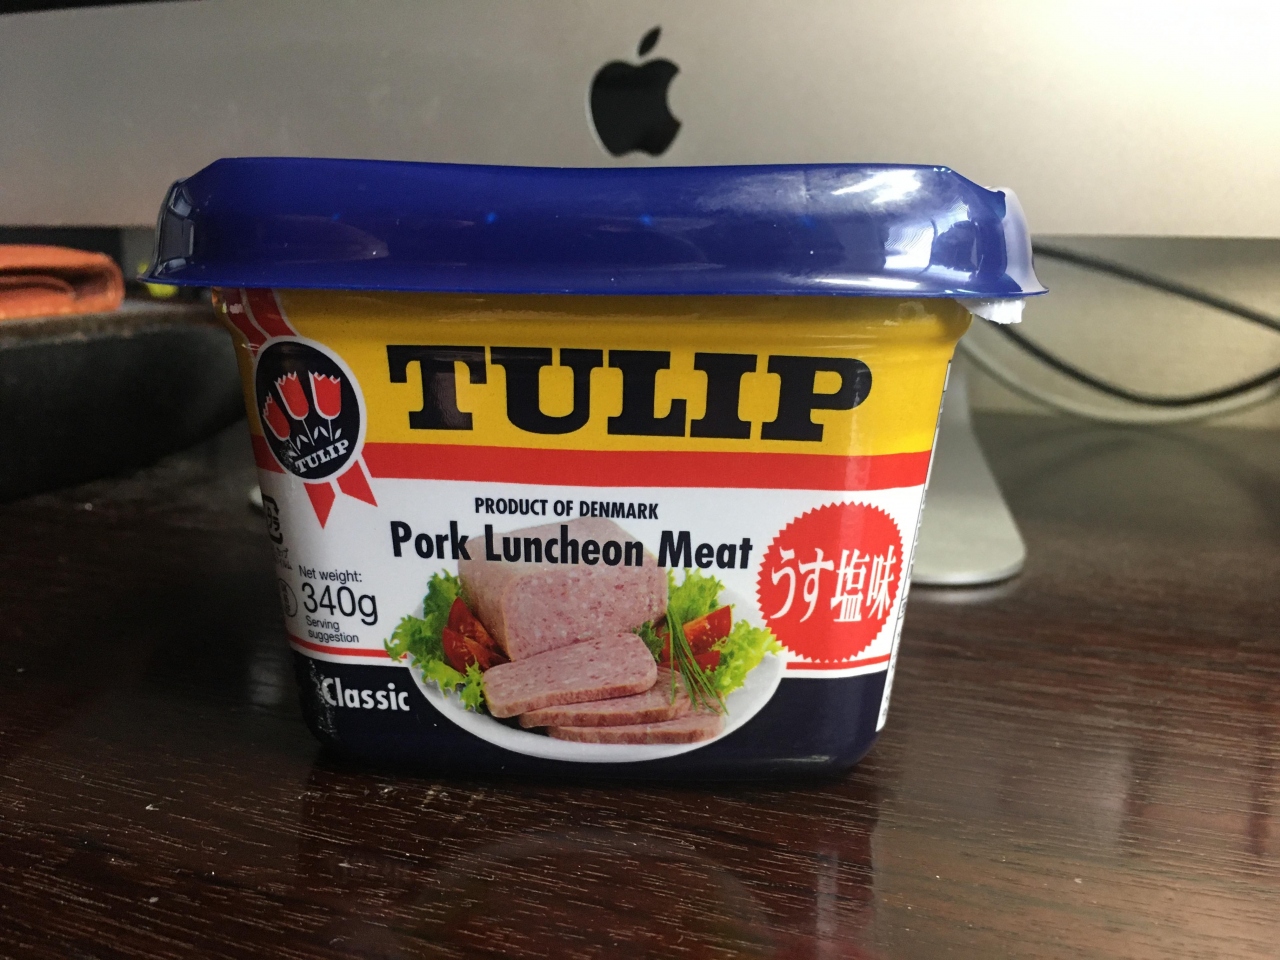 TULIP
TULIP
PRODUCT OF DENMARK
Pork Luncheon Meat
うす塩味
Net weight:
340g
Serving
suggestion
Classic